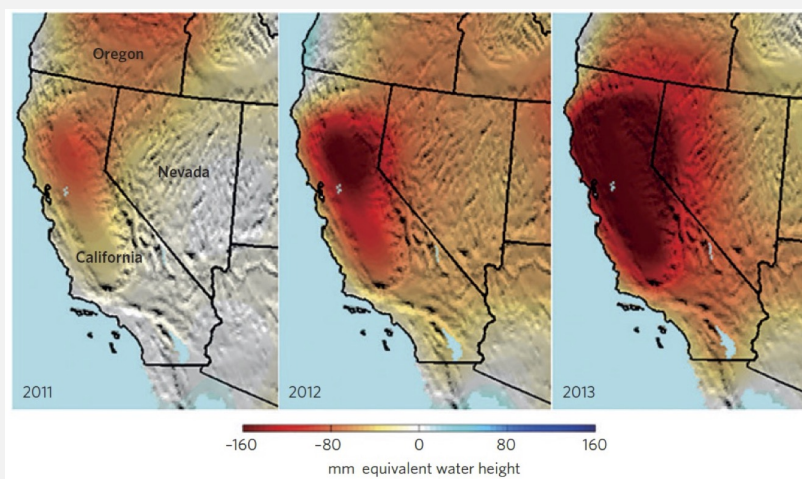 Oregon
Nevada
California
2011
2012
2013
-160
-80
0
80
160
mm equivalent water height